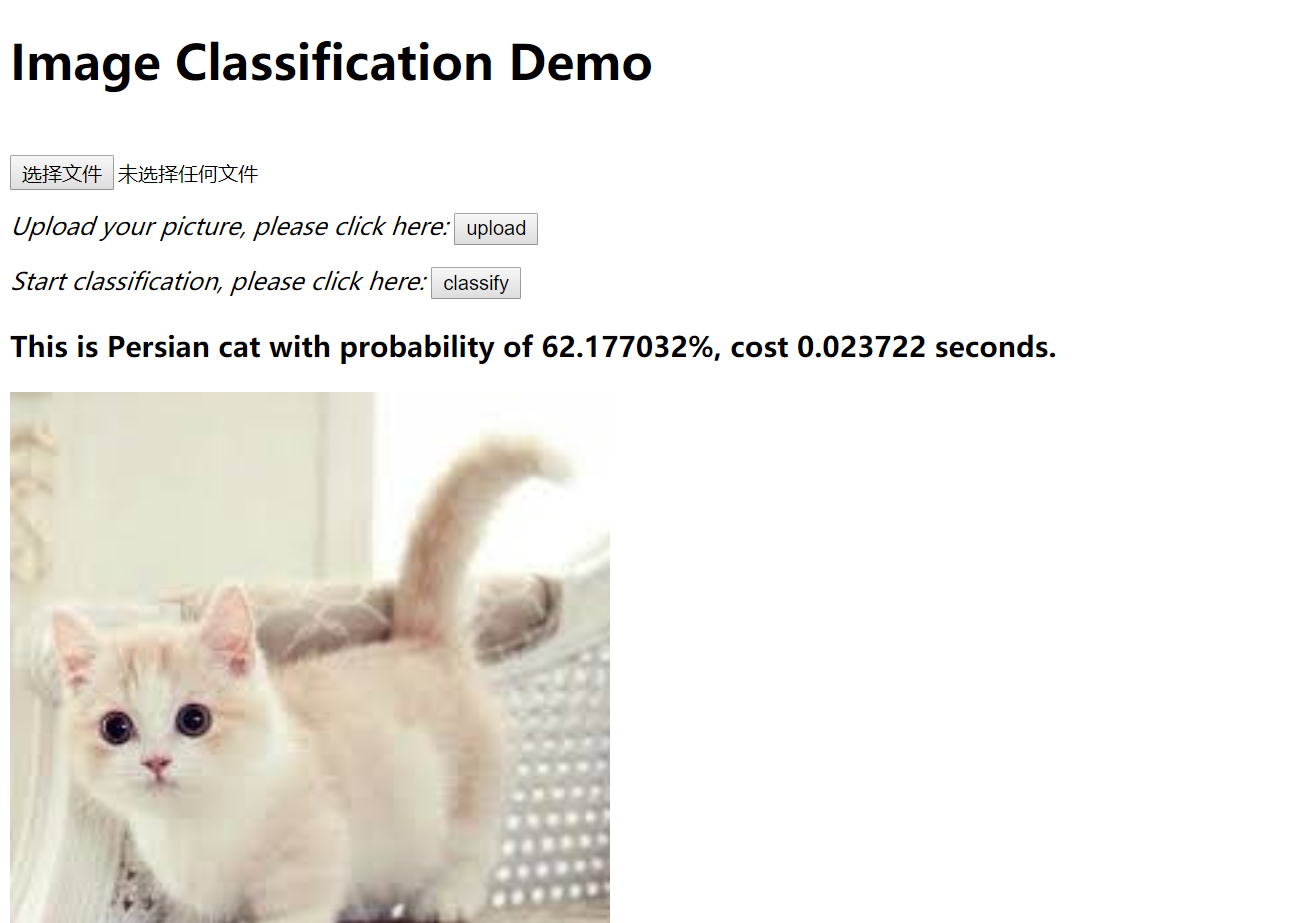 Image Classification Demo
选择文件 未选择任何文件
Upload your picture, please click here: upload
Start classification, please click here: classify
This is Persian cat with probability of 62.177032%, cost 0.023722 seconds.